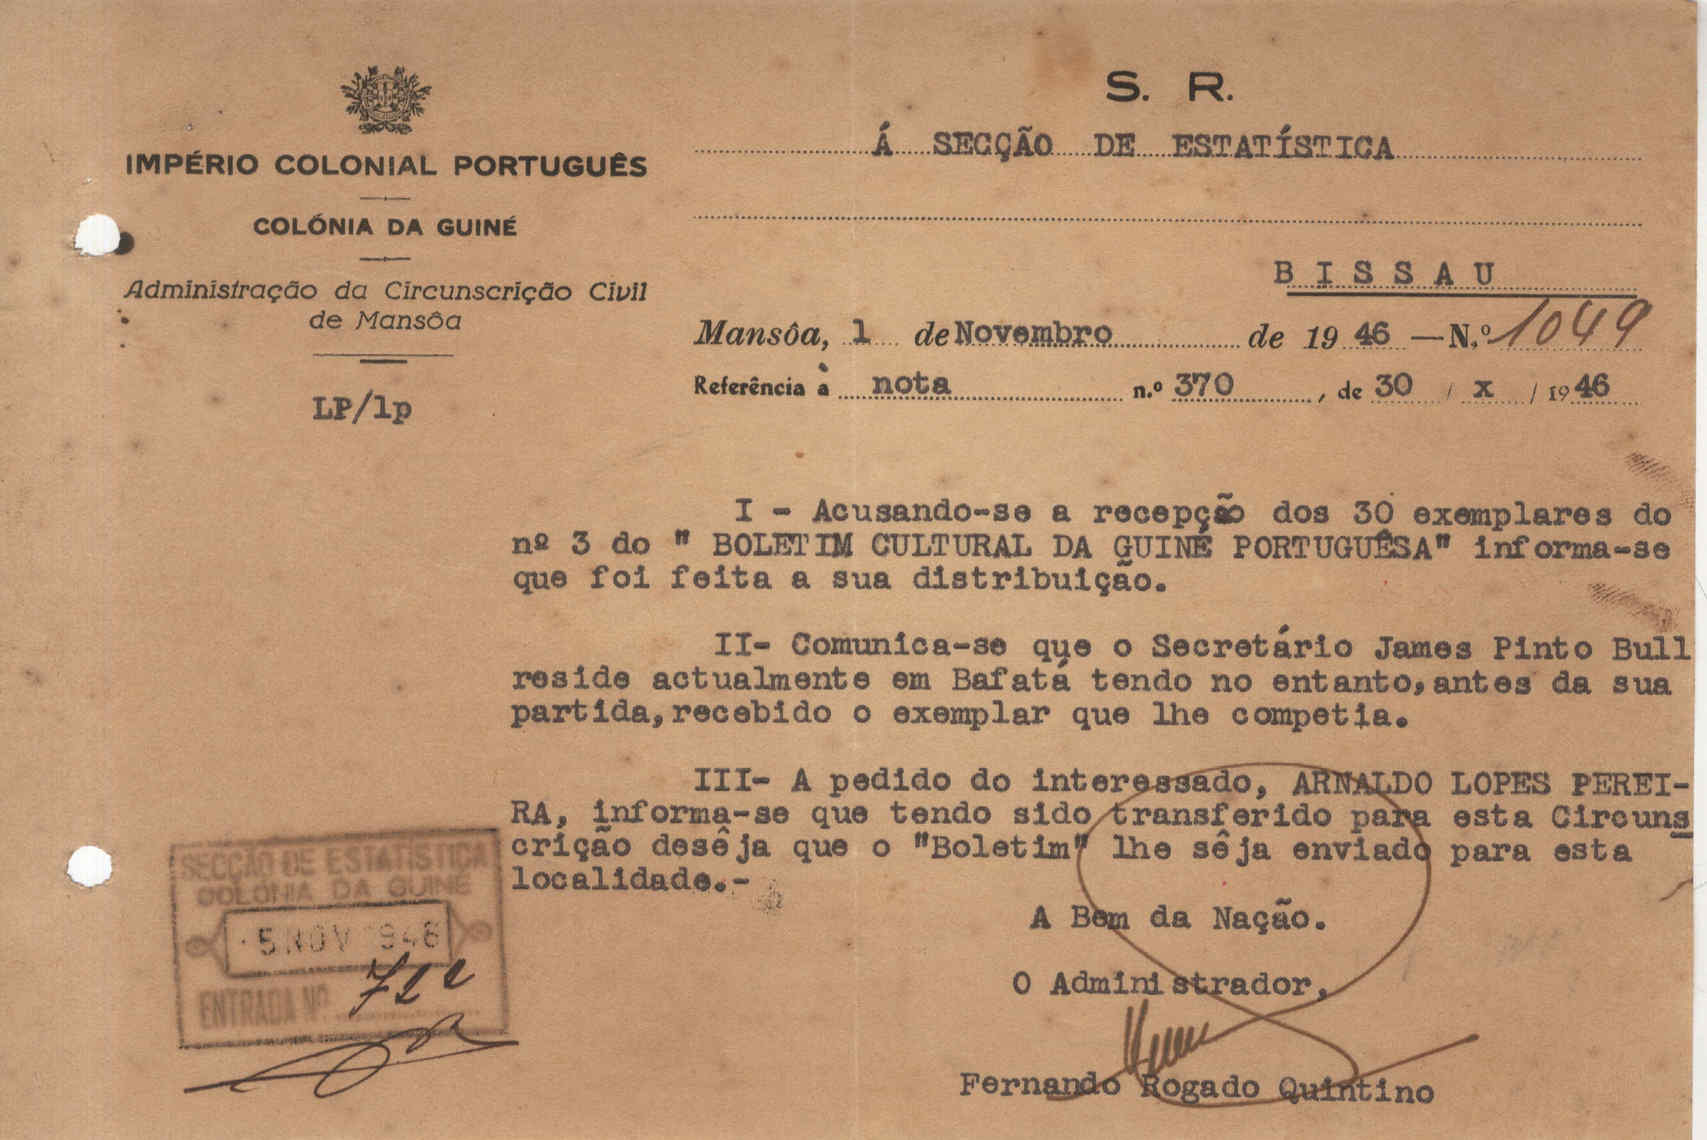 IMPÉRIO COLONIAL PORTUGUÊS
COLÓNIA DA GUINÉ
Administração da Circunscrição Civil
de Mansôa
LP/lp
S. R.
Á SECÇÃO DE ESTATÍSTICA
BISSAU
Mansôa, 1 de Novembro de 1946 — N.º 1049
Referência à nota n.º 370, de 30 / x / 1946
I - Acusando-se a recepção dos 30 exemplares do
nº 3 do " BOLETIM CULTURAL DA GUINÉ PORTUGUÊSA" informa-se
que foi feita a sua distribuição.
II- Comunica-se que o Secretário James Pinto Bull
reside actualmente em Bafatá tendo no entanto,antes da sua
partida,recebido o exemplar que lhe competia.
III- A pedido do interessado, ARNALDO LOPES PEREI-
RA, informa-se que tendo sido transferido para esta Circuns
crição desêja que o "Boletim" lhe sêja enviado para esta
localidade.-
A Bem da Nação.
O Administrador,
Fernando Rogado Quintino
SECÇÃO DE ESTATÍSTICA
COLÓNIA DA GUINÉ
5 NOV 1946
ENTRADA Nº